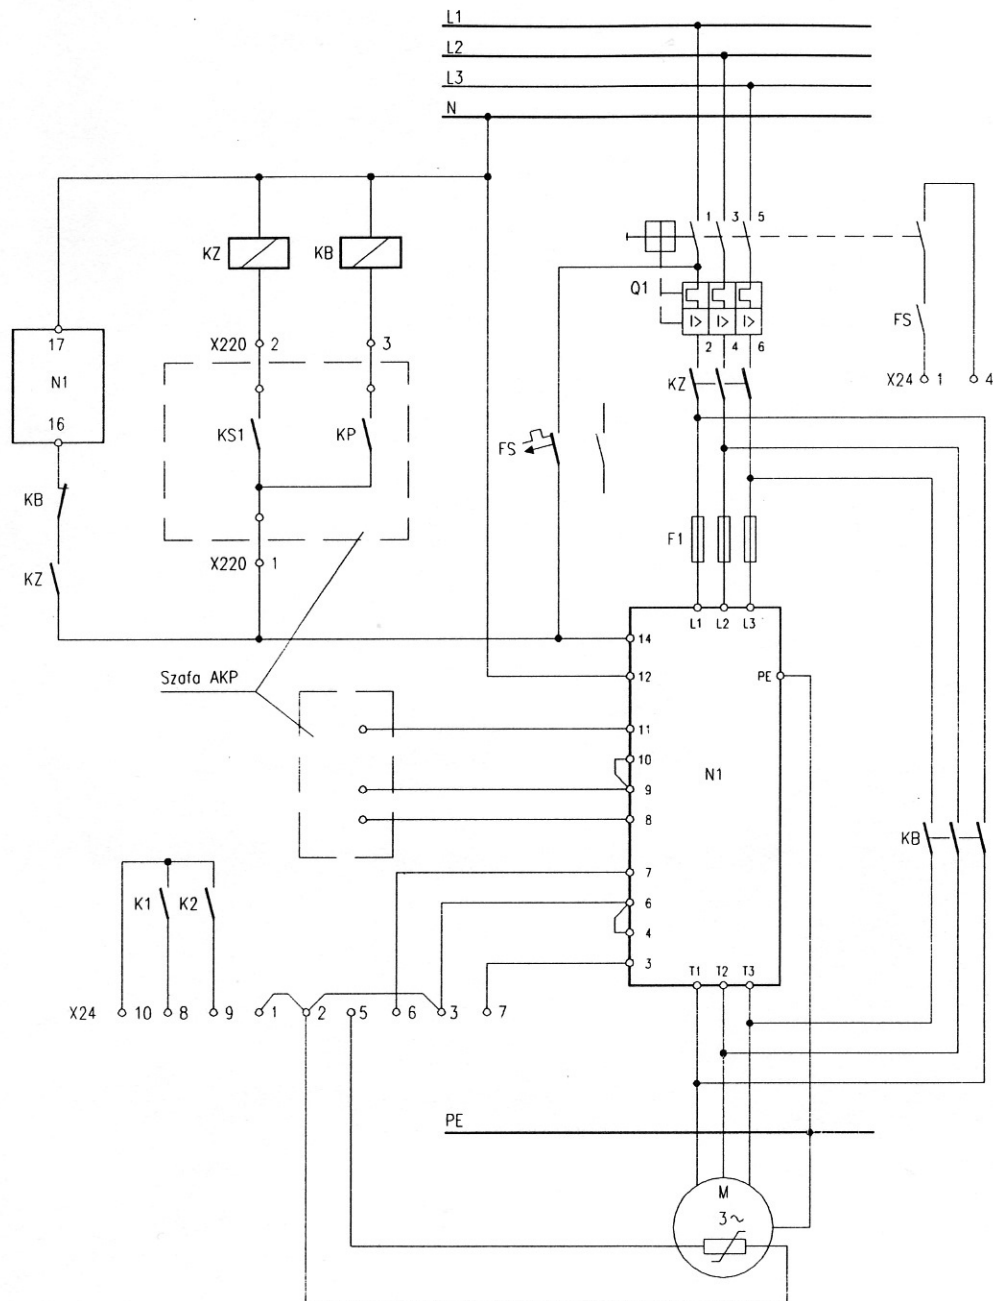 L1
L2
L3
N
1 3 5
KZ KB
Q1
FS
X220 2 3
2 4 6
X24 1 4
17
N1
16
KZ
KS1 KP
FS
KB
F1
X220 1
KZ
L1 L2 L3
14
Szafa AKP
12 PE
11
10
N1
9
8
KB
7
K1 K2
6
4
3
T1 T2 T3
X24 10 8 9 1 2 5 6 3 7
PE
M
3~
I> I> I>